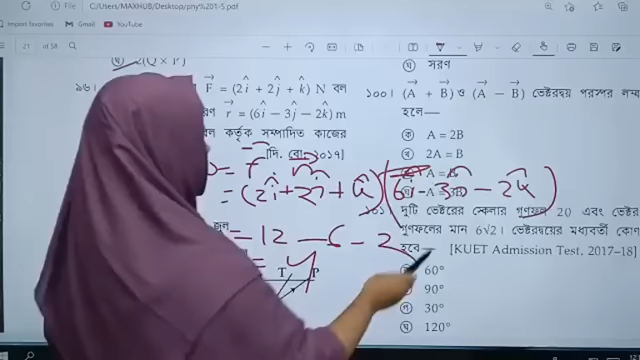 C:/Users/MAXHUB/Desktop/pny%201-S.pdf
Import favorites
Gmail
YouTube
21 of 58
(ঘ) 2(Q × P)
৯৬।
F = (2i + 2j + k) N বল
r = (6i − 3j − 2k) m
বল কর্তৃক সম্পাদিত কাজের
[দি. বো. ২০১৭]
= F
= (2i + 2j + k) (6i − 3j − 2k)
= 12 − 6 − 2
= 4
T P
ঘ সরণ
১০০। (A + B) ও (A − B) ভেক্টরদ্বয় পরস্পর লম্ব
হলে—
ক A = 2B
খ 2A = B
১০১। দুটি ভেক্টরের স্কেলার গুণফল 20 এবং ভেক্টর
গুণফলের মান 6√2। ভেক্টরদ্বয়ের মধ্যবর্তী কোণ
হবে— [KUET Admission Test, 2017-18]
60°
90°
গ 30°
ঘ 120°